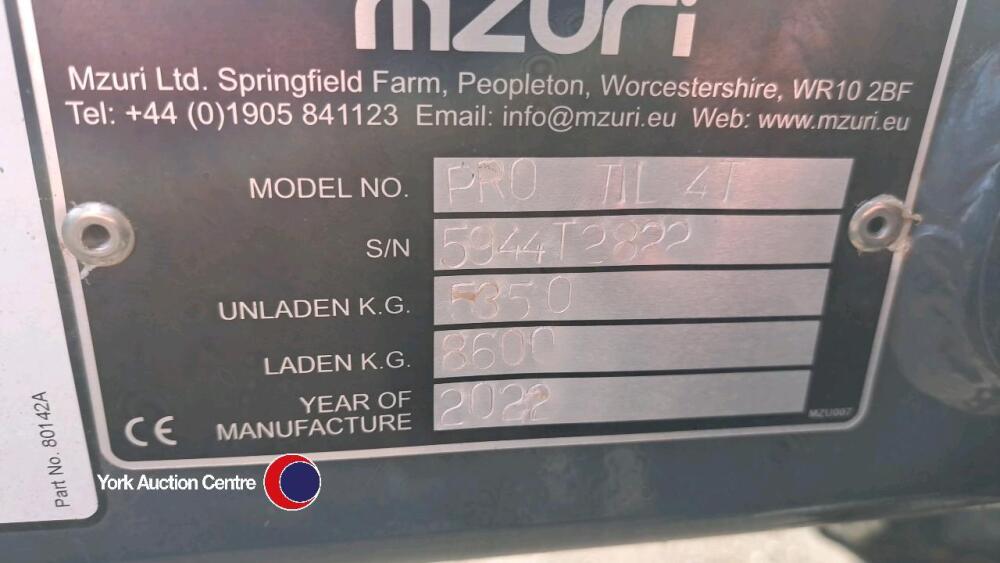 mzuri
Mzuri Ltd. Springfield Farm, Peopleton, Worcestershire, WR10 2BF
Tel: +44 (0)1905 841123 Email: info@mzuri.eu Web: www.mzuri.eu
MODEL NO. PRO TIL 4T
S/N 5944T2822
UNLADEN K.G. 5350
LADEN K.G. 8600
YEAR OF
MANUFACTURE 2022
CE
MZU007
Part No. 80142A
York Auction Centre